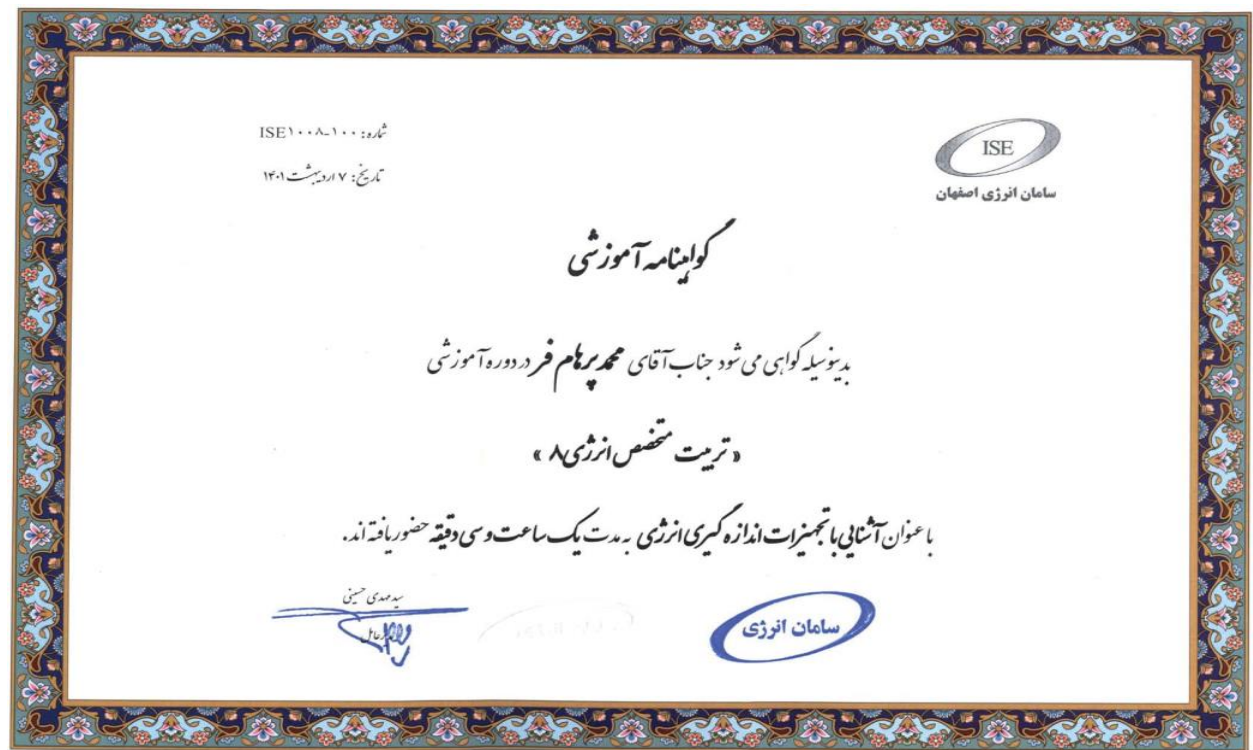 شماره: ISE۱۰۰۸-۱۰۰
تاریخ: ۷ اردیبهشت ۱۴۰۱
ISE
سامان انرژی اصفهان
گواهینامه آموزشی
بدینوسیله گواهی می شود جناب آقای محمد پرهام فر در دوره آموزشی
« تربیت متخصص انرژی ۸ »
با عنوان آشنایی با تجهیزات اندازه گیری انرژی به مدت یک ساعت و سی دقیقه حضور یافته اند.
سید مهدی حسینی
مدیرعامل
سامان انرژی